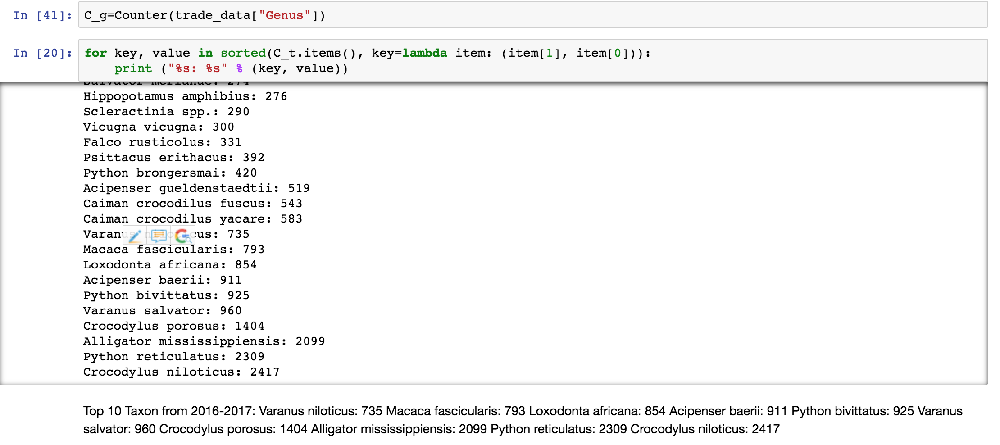 In [41]: C_g=Counter(trade_data["Genus"])
In [20]: for key, value in sorted(C_t.items(), key=lambda item: (item[1], item[0])):
    print ("%s: %s" % (key, value))
Salvator merianae: 274
Hippopotamus amphibius: 276
Scleractinia spp.: 290
Vicugna vicugna: 300
Falco rusticolus: 331
Psittacus erithacus: 392
Python brongersmai: 420
Acipenser gueldenstaedtii: 519
Caiman crocodilus fuscus: 543
Caiman crocodilus yacare: 583
Varanus niloticus: 735
Macaca fascicularis: 793
Loxodonta africana: 854
Acipenser baerii: 911
Python bivittatus: 925
Varanus salvator: 960
Crocodylus porosus: 1404
Alligator mississippiensis: 2099
Python reticulatus: 2309
Crocodylus niloticus: 2417
Top 10 Taxon from 2016-2017: Varanus niloticus: 735 Macaca fascicularis: 793 Loxodonta africana: 854 Acipenser baerii: 911 Python bivittatus: 925 Varanus
salvator: 960 Crocodylus porosus: 1404 Alligator mississippiensis: 2099 Python reticulatus: 2309 Crocodylus niloticus: 2417